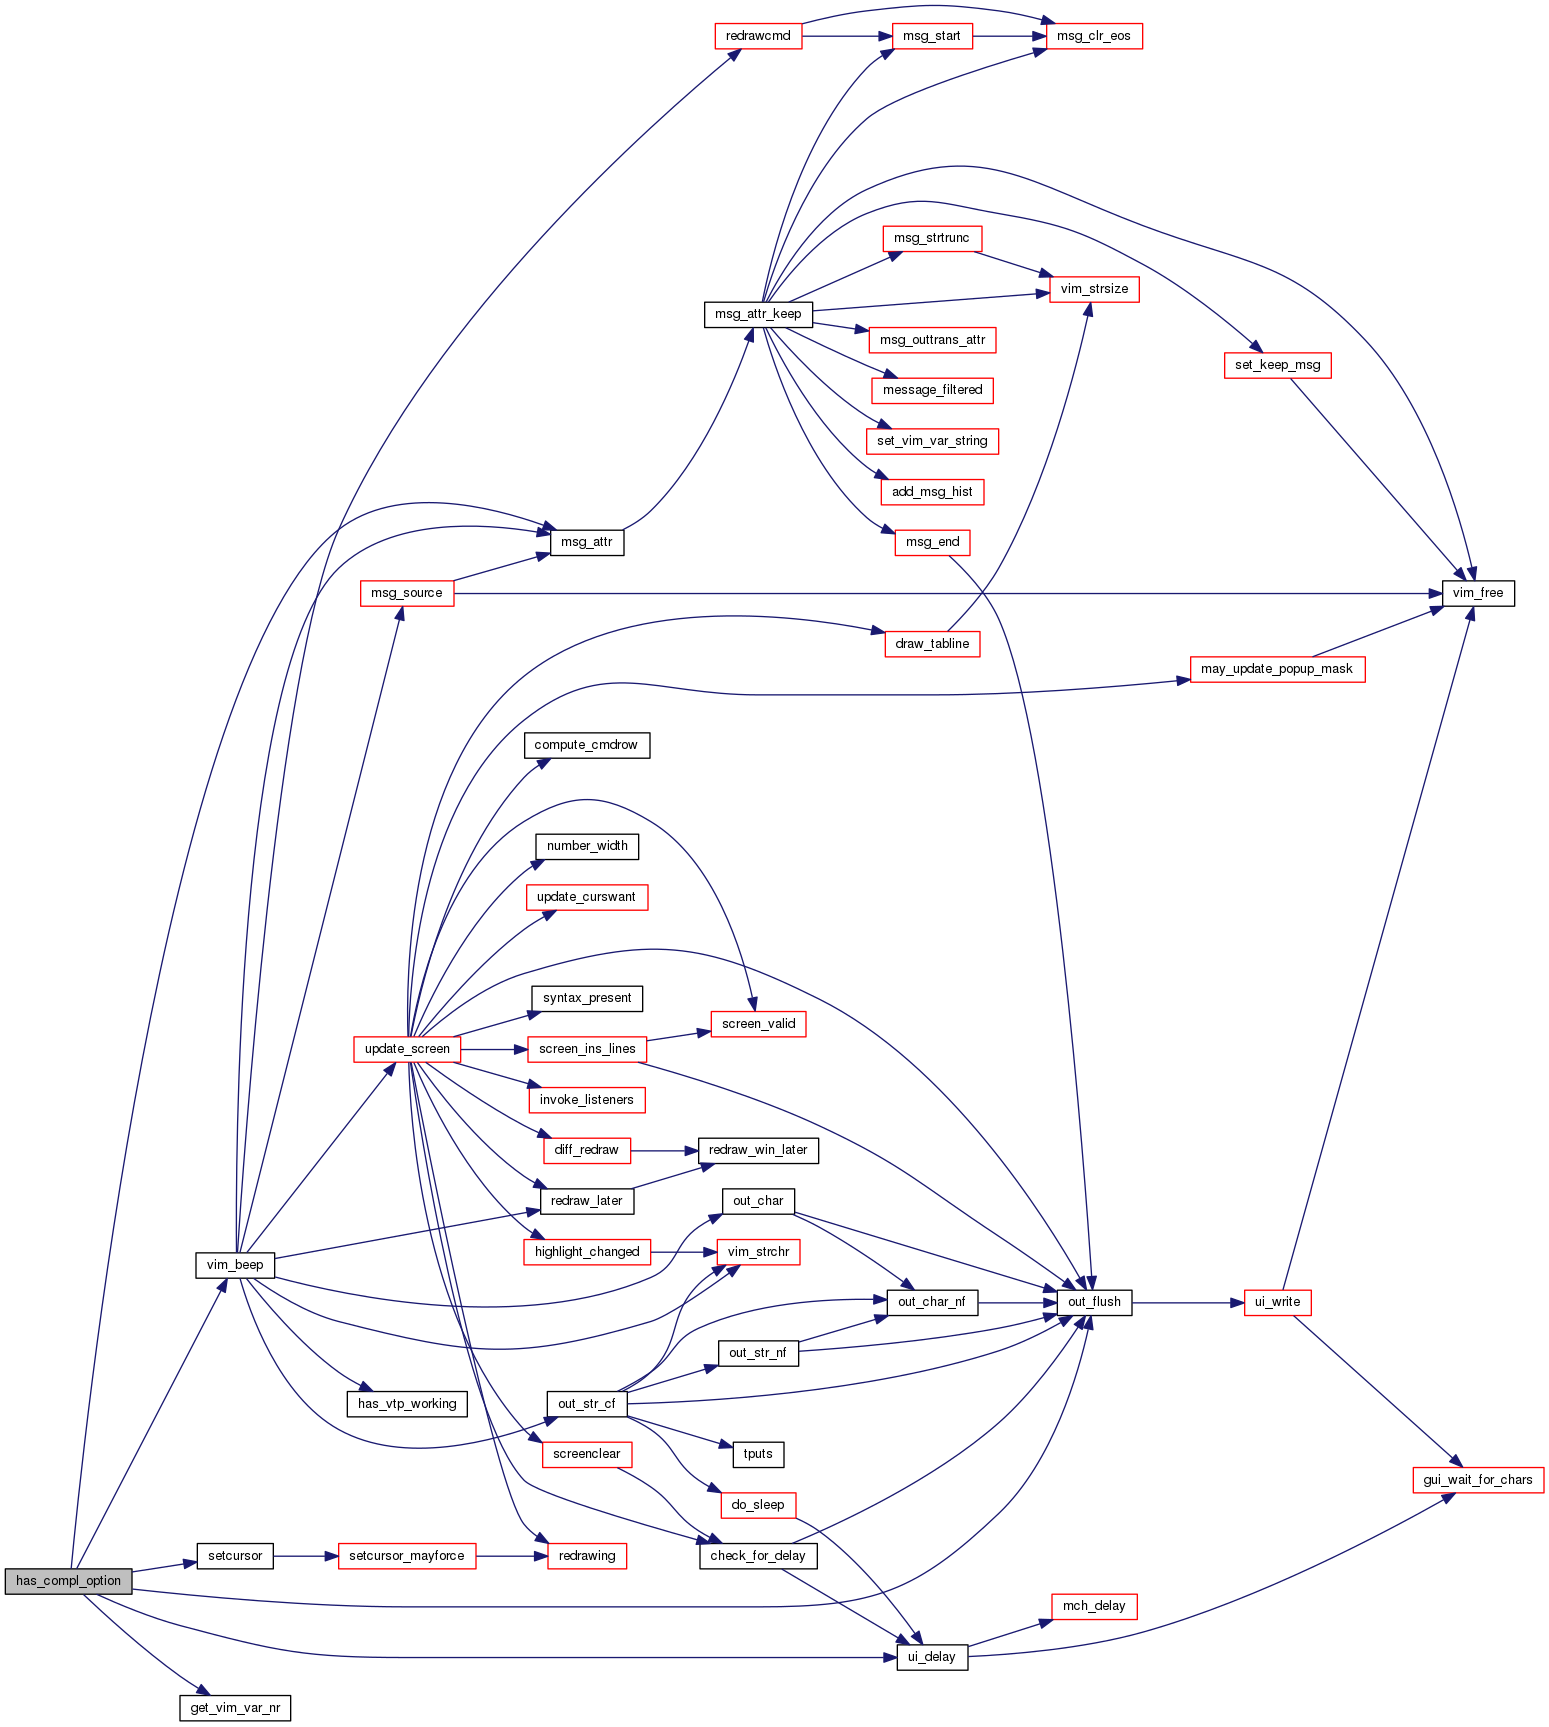 redrawcmd
msg_start
msg_clr_eos
msg_strtrunc
vim_strsize
msg_attr_keep
msg_outtrans_attr
set_keep_msg
message_filtered
set_vim_var_string
add_msg_hist
msg_attr
msg_end
msg_source
vim_free
draw_tabline
may_update_popup_mask
compute_cmdrow
number_width
update_curswant
syntax_present
screen_valid
update_screen
screen_ins_lines
invoke_listeners
diff_redraw
redraw_win_later
redraw_later
out_char
highlight_changed
vim_strchr
vim_beep
out_char_nf
out_flush
ui_write
out_str_nf
has_vtp_working
out_str_cf
screenclear
tputs
gui_wait_for_chars
do_sleep
setcursor
setcursor_mayforce
redrawing
check_for_delay
has_compl_option
mch_delay
ui_delay
get_vim_var_nr